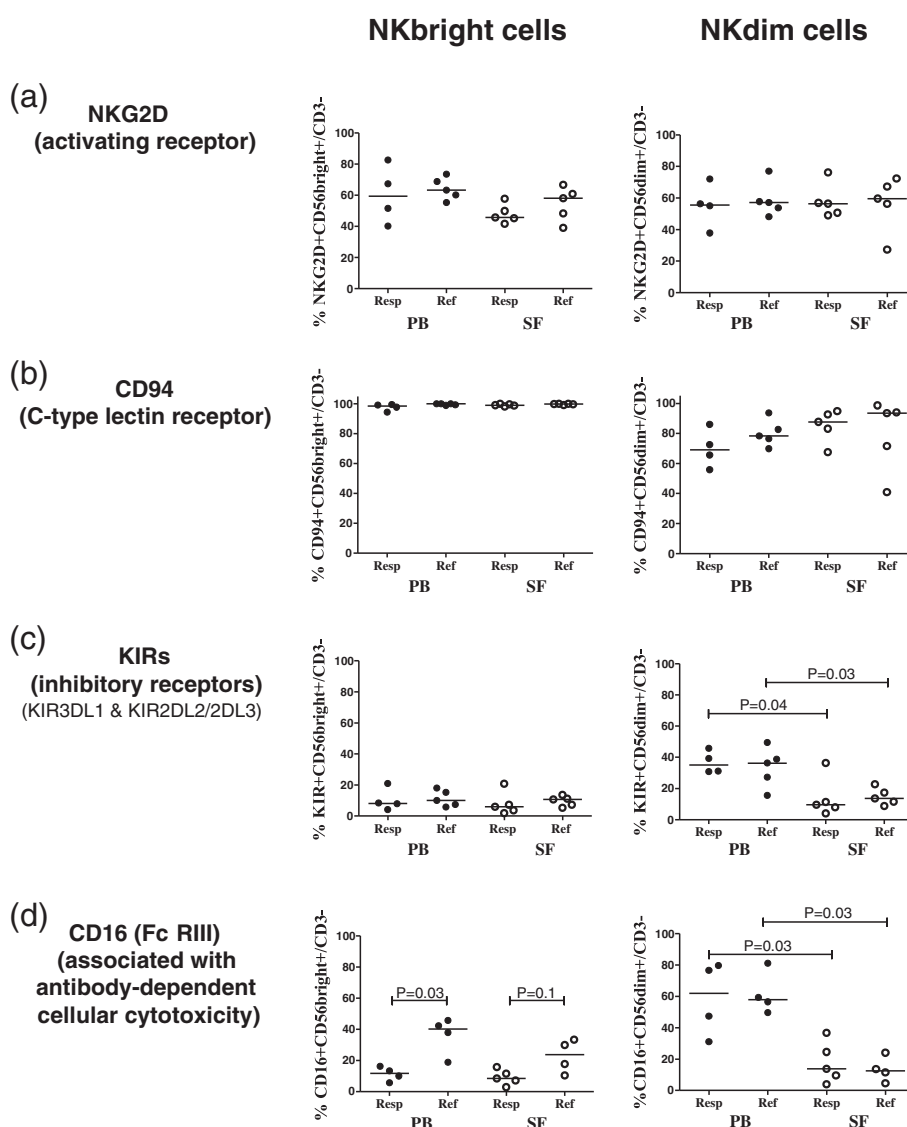 NKbright cells
NKdim cells
(a)
NKG2D
(activating receptor)
% NKG2D+CD56bright+/CD3-
100
80
60
40
20
0
Resp
Ref
Resp
Ref
PB
SF
% NKG2D+CD56dim+/CD3-
100
80
60
40
20
0
Resp
Ref
Resp
Ref
PB
SF
(b)
CD94
(C-type lectin receptor)
% CD94+CD56bright+/CD3-
100
80
60
40
20
0
Resp
Ref
Resp
Ref
PB
SF
% CD94+CD56dim+/CD3-
100
80
60
40
20
0
Resp
Ref
Resp
Ref
PB
SF
(c)
KIRs
(inhibitory receptors)
(KIR3DL1 & KIR2DL2/2DL3)
% KIR+CD56bright+/CD3-
100
80
60
40
20
0
Resp
Ref
Resp
Ref
PB
SF
% KIR+CD56dim+/CD3-
100
80
60
40
20
0
P=0.03
P=0.04
Resp
Ref
Resp
Ref
PB
SF
(d)
CD16 (Fc RIII)
(associated with
antibody-dependent
cellular cytotoxicity)
% CD16+CD56bright+/CD3-
100
80
60
40
20
0
P=0.03
P=0.1
Resp
Ref
Resp
Ref
PB
SF
%CD16+CD56dim+/CD3-
100
80
60
40
20
0
P=0.03
P=0.03
Resp
Ref
Resp
Ref
PB
SF